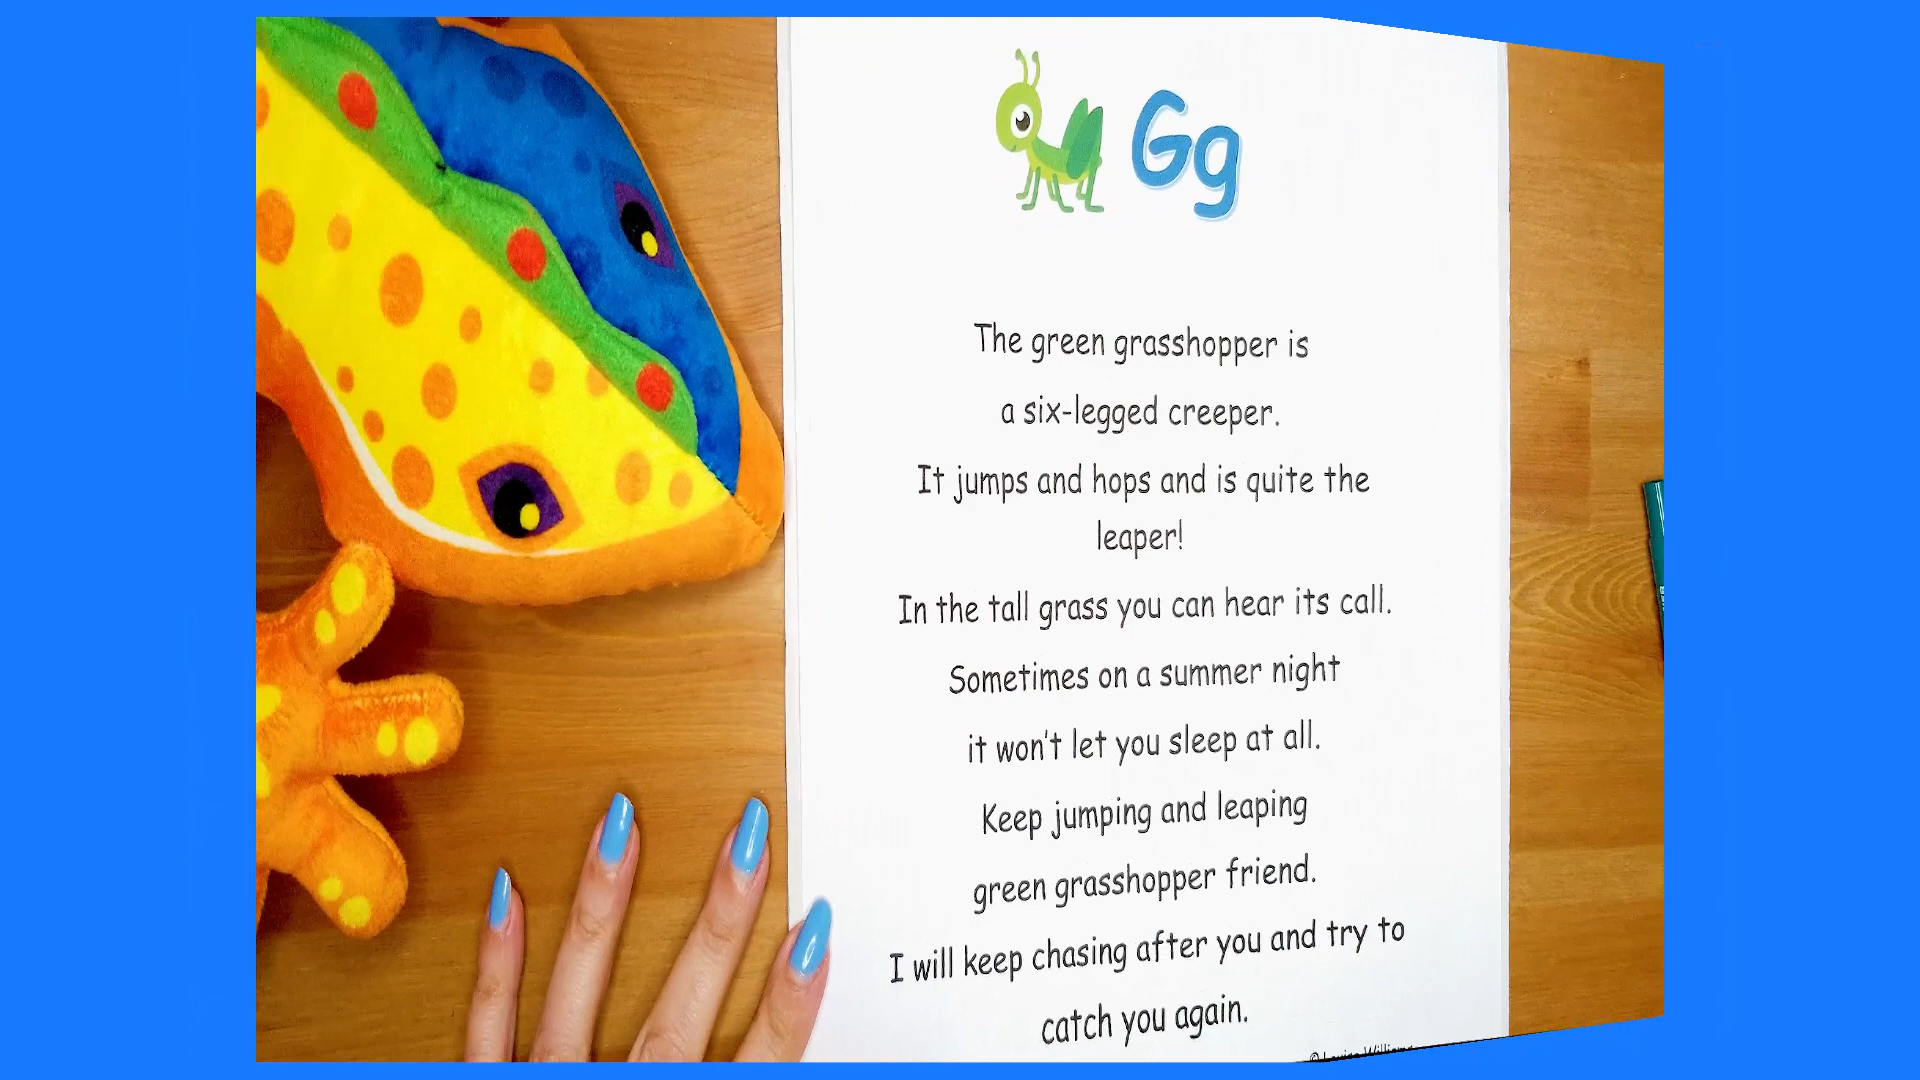 Gg
The green grasshopper is
a six-legged creeper.
It jumps and hops and is quite the
leaper!
In the tall grass you can hear its call.
Sometimes on a summer night
it won't let you sleep at all.
Keep jumping and leaping
green grasshopper friend.
I will keep chasing after you and try to
catch you again.